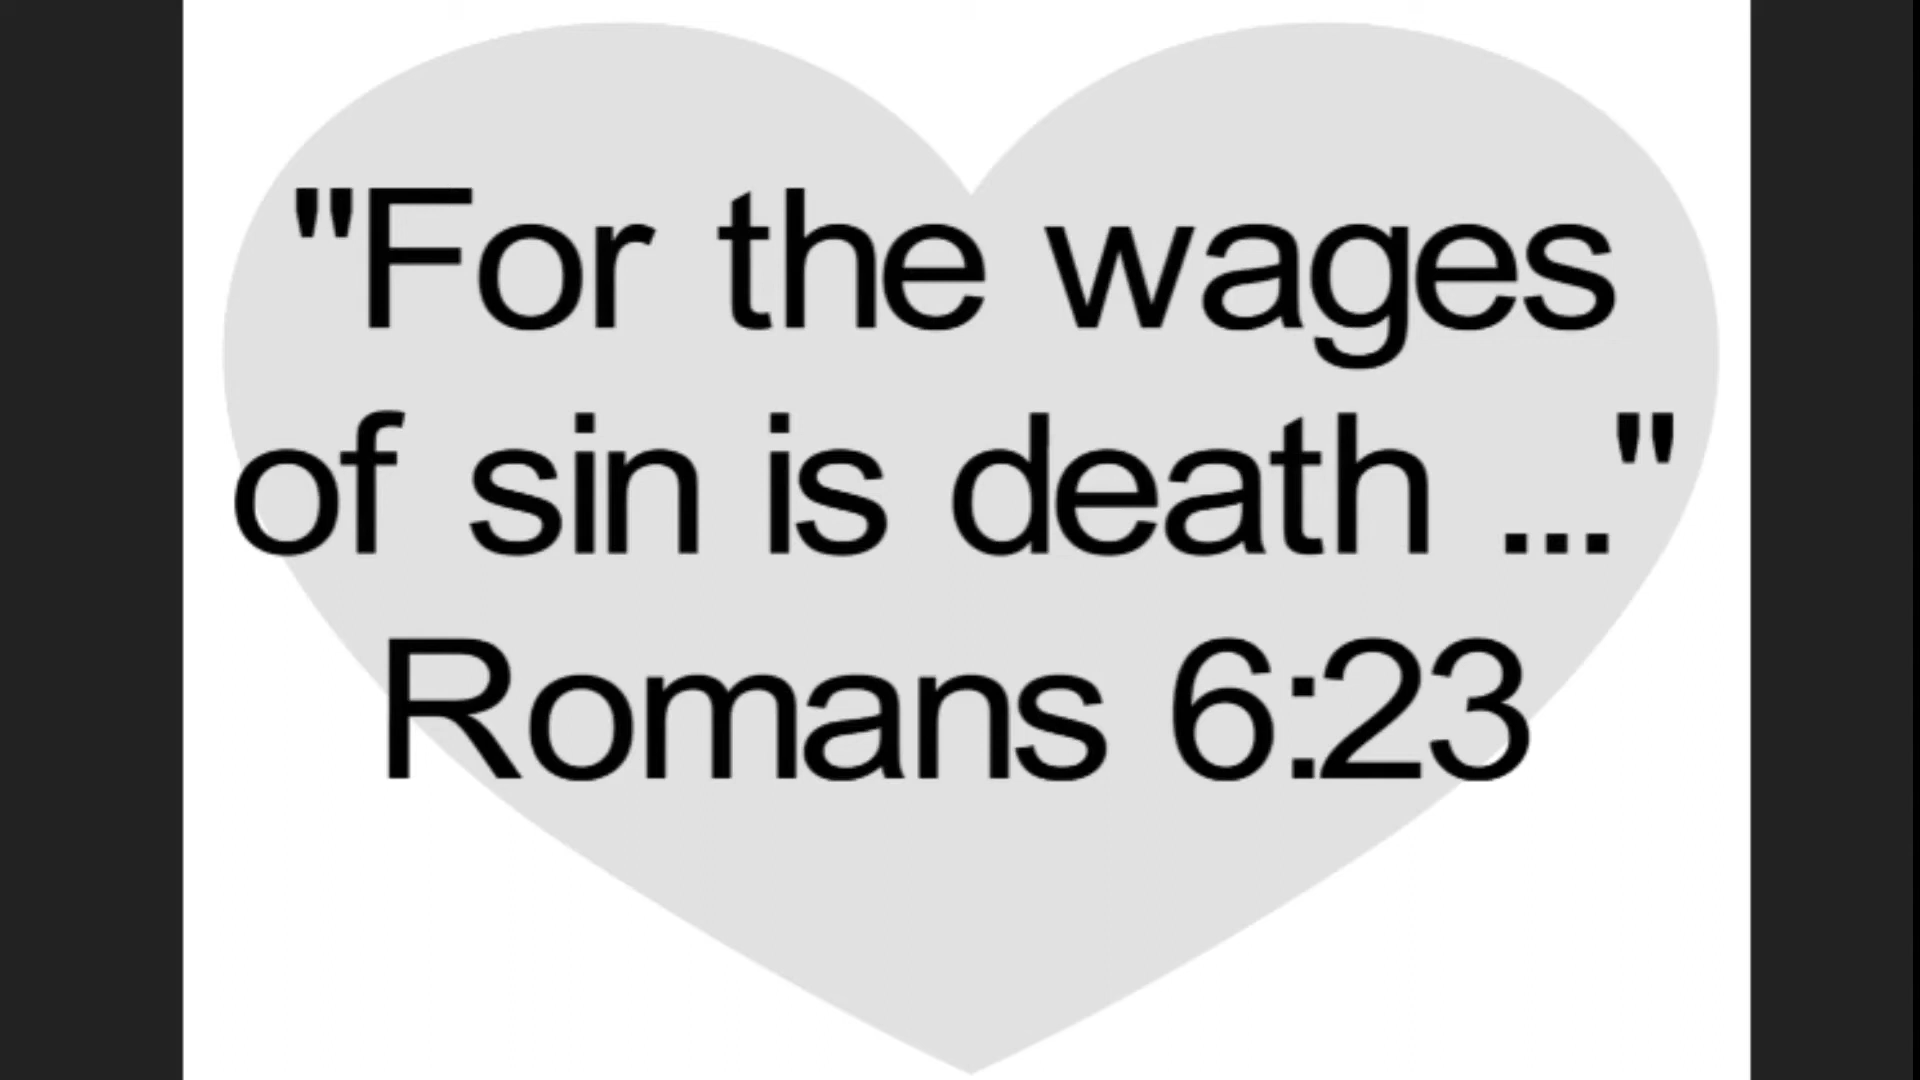 "For the wages
of sin is death ..."
Romans 6:23